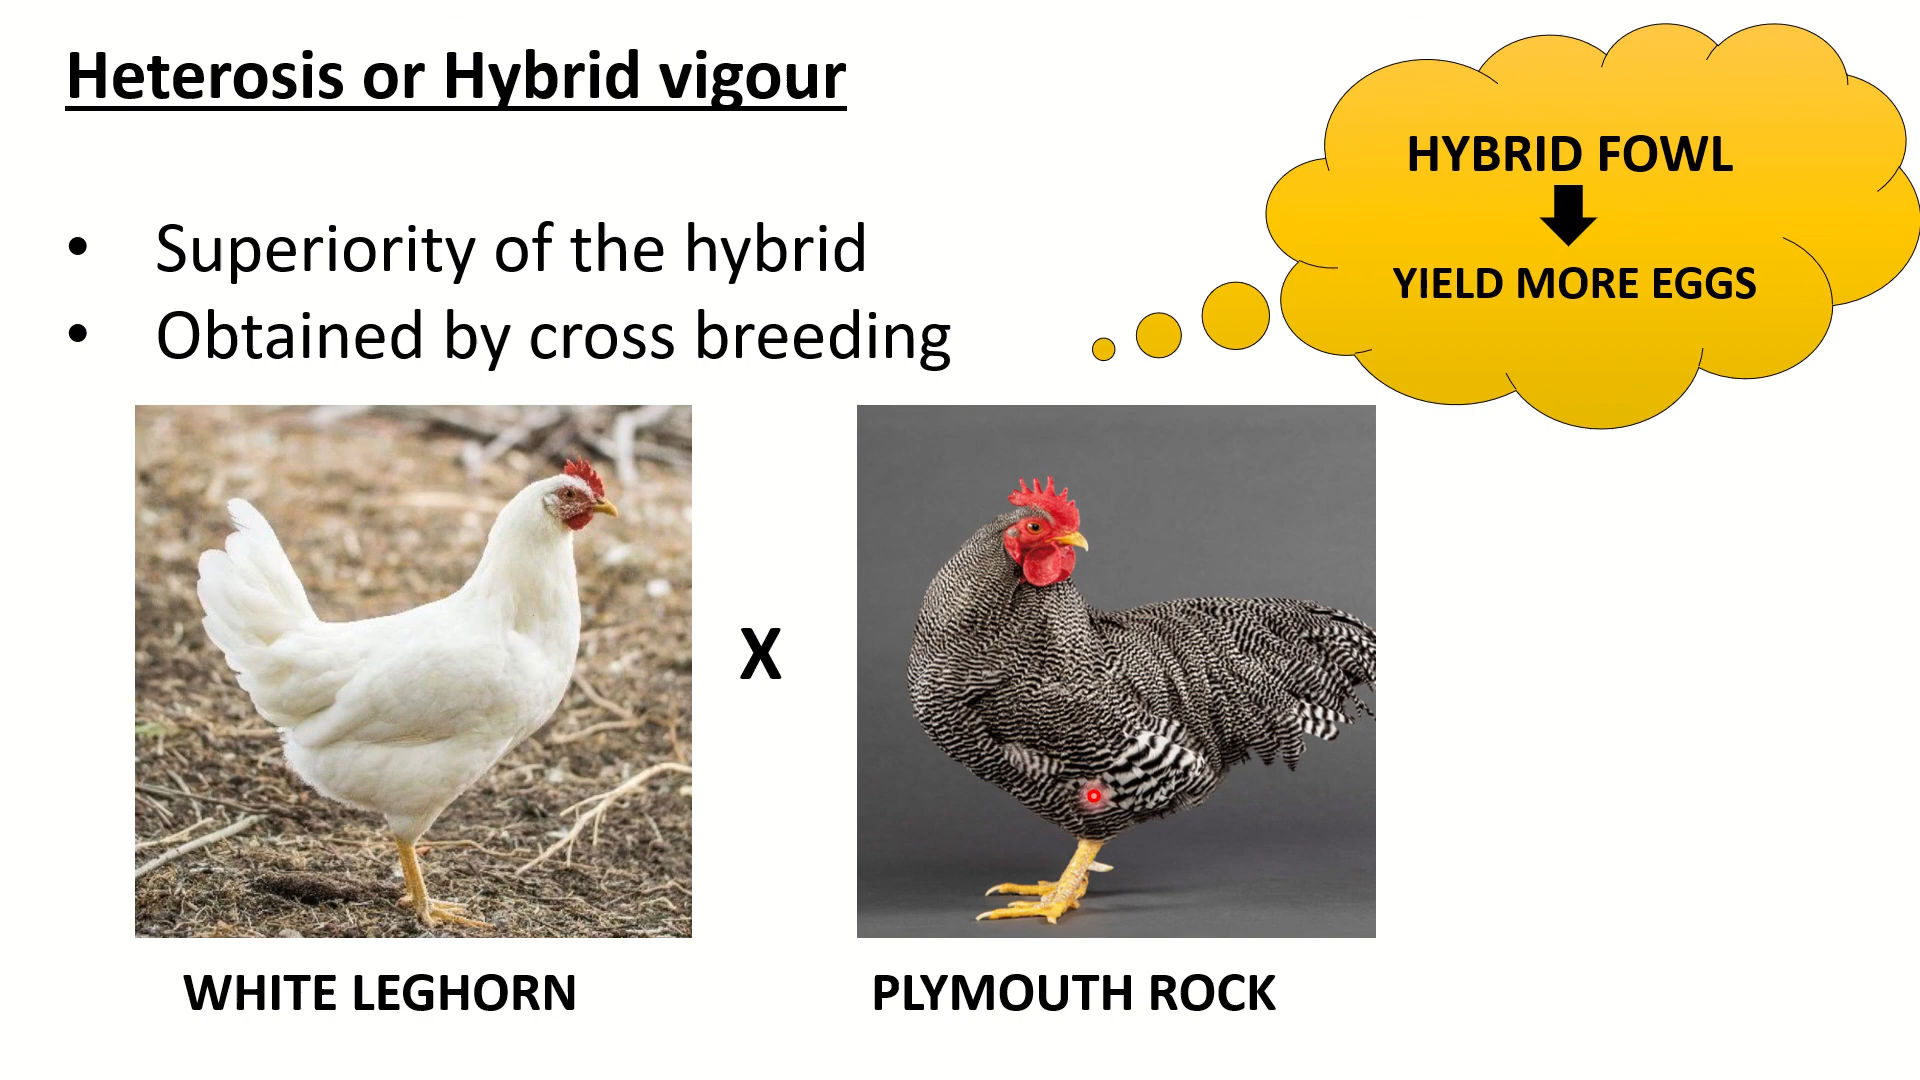 Heterosis or Hybrid vigour
• Superiority of the hybrid
• Obtained by cross breeding
HYBRID FOWL
YIELD MORE EGGS
X
WHITE LEGHORN
PLYMOUTH ROCK